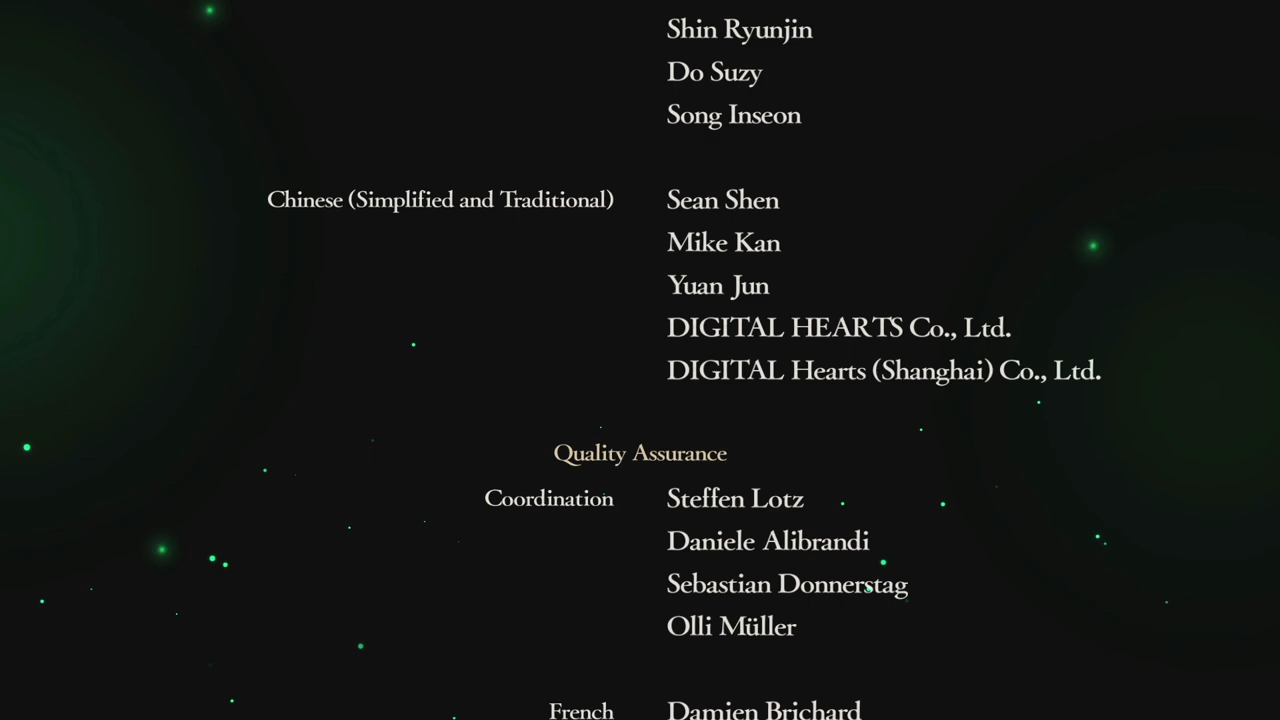 Shin Ryunjin
Do Suzy
Song Inseon
Chinese (Simplified and Traditional) Sean Shen
Mike Kan
Yuan Jun
DIGITAL HEARTS Co., Ltd.
DIGITAL Hearts (Shanghai) Co., Ltd.
Quality Assurance
Coordination Steffen Lotz
Daniele Alibrandi
Sebastian Donnerstag
Olli Müller
French Damien Brichard